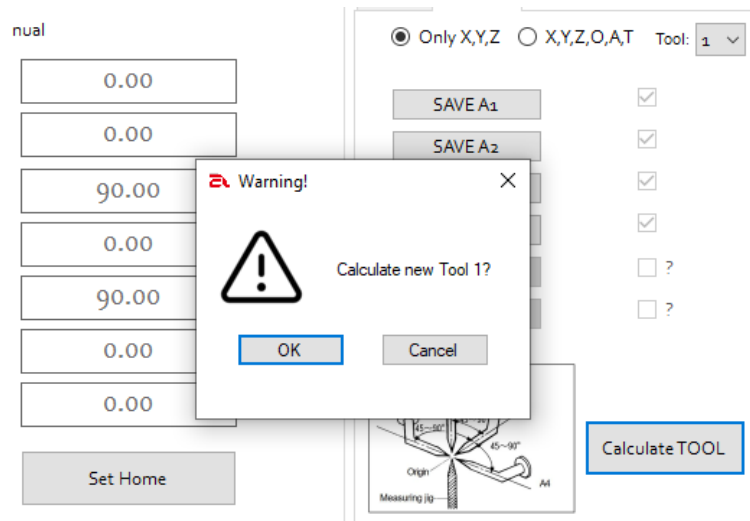 nual
0.00
0.00
90.00
0.00
90.00
0.00
0.00
Set Home
Only X,Y,Z X,Y,Z,O,A,T Tool: 1
SAVE A1
SAVE A2
?
?
Warning!
Calculate new Tool 1?
OK Cancel
45~90°
45~90°
Origin
A4
Measuring jig
Calculate TOOL